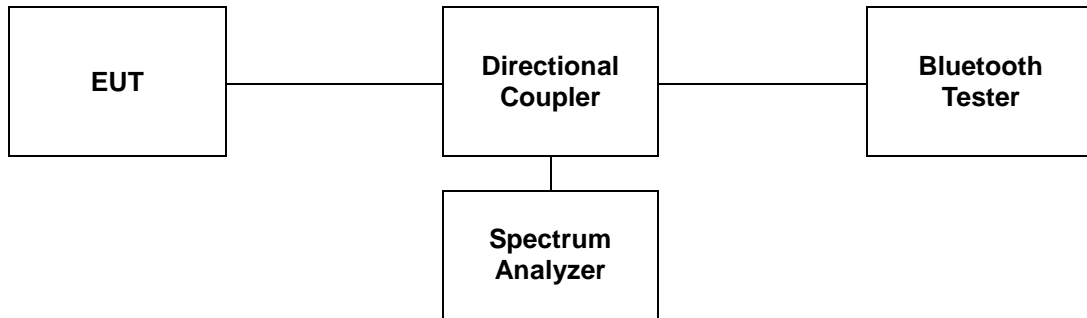 EUT
Directional
Coupler
Bluetooth
Tester
Spectrum
Analyzer